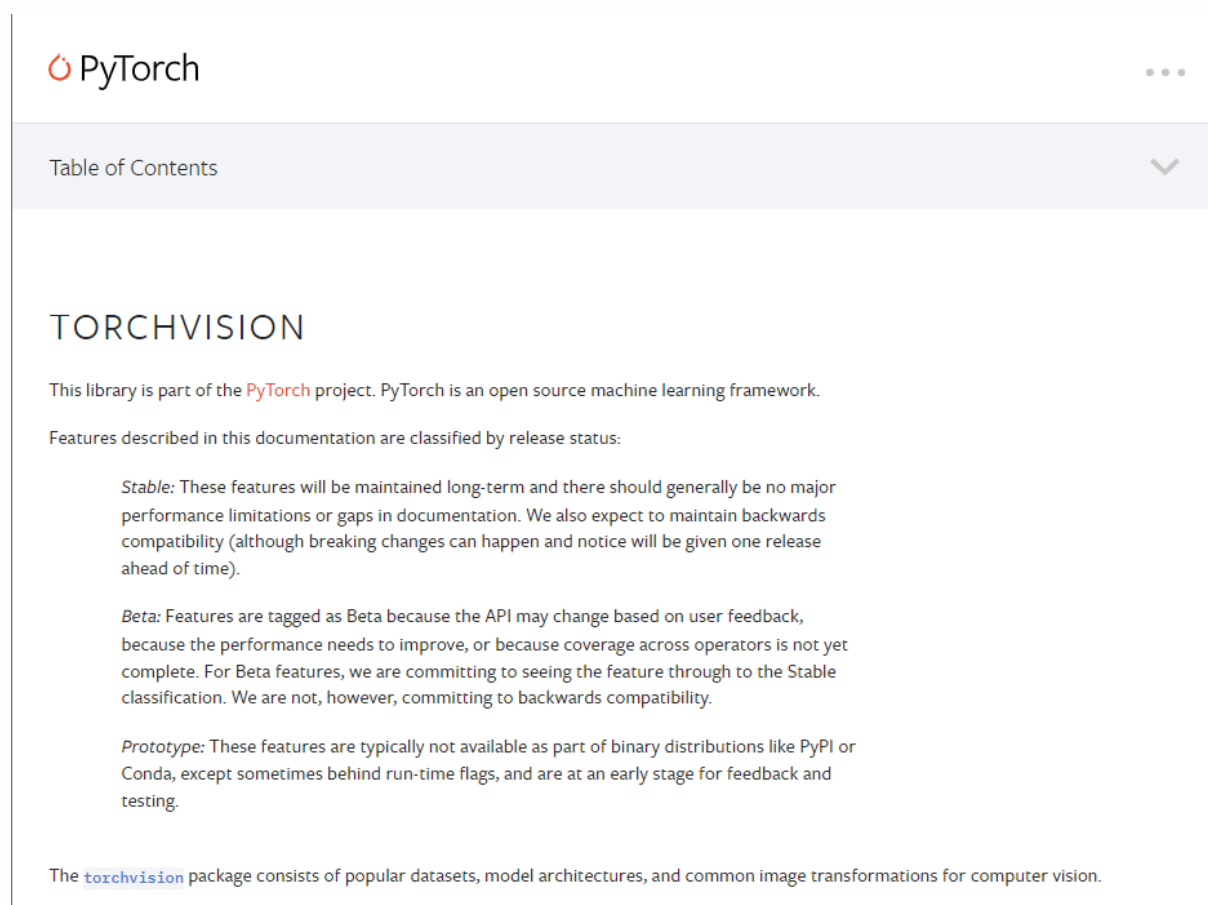 PyTorch
Table of Contents
TORCHVISION
This library is part of the PyTorch project. PyTorch is an open source machine learning framework.
Features described in this documentation are classified by release status:
Stable: These features will be maintained long-term and there should generally be no major
performance limitations or gaps in documentation. We also expect to maintain backwards
compatibility (although breaking changes can happen and notice will be given one release
ahead of time).
Beta: Features are tagged as Beta because the API may change based on user feedback,
because the performance needs to improve, or because coverage across operators is not yet
complete. For Beta features, we are committing to seeing the feature through to the Stable
classification. We are not, however, committing to backwards compatibility.
Prototype: These features are typically not available as part of binary distributions like PyPI or
Conda, except sometimes behind run-time flags, and are at an early stage for feedback and
testing.
The torchvision package consists of popular datasets, model architectures, and common image transformations for computer vision.